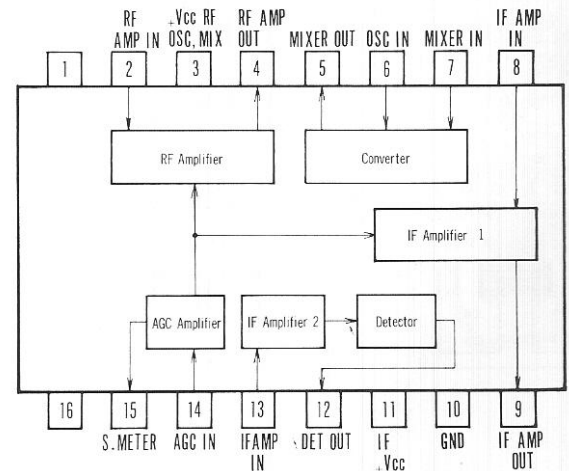 RF AMP IN
+Vcc RF OSC, MIX
RF AMP OUT
MIXER OUT
OSC IN
MIXER IN
IF AMP IN
1 2 3 4 5 6 7 8
RF Amplifier
Converter
IF Amplifier 1
AGC Amplifier
IF Amplifier 2
Detector
16 15 14 13 12 11 10 9
S.METER
AGC IN
IFAMP IN
DET OUT
IF +Vcc
GND
IF AMP OUT